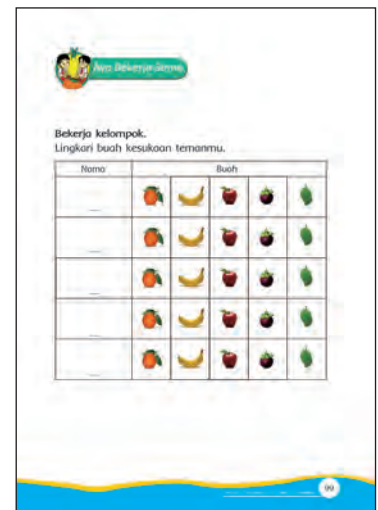 Ayo Bekerja Sama
Bekerja kelompok.
Lingkari buah kesukaan temanmu.
Nama Buah
99